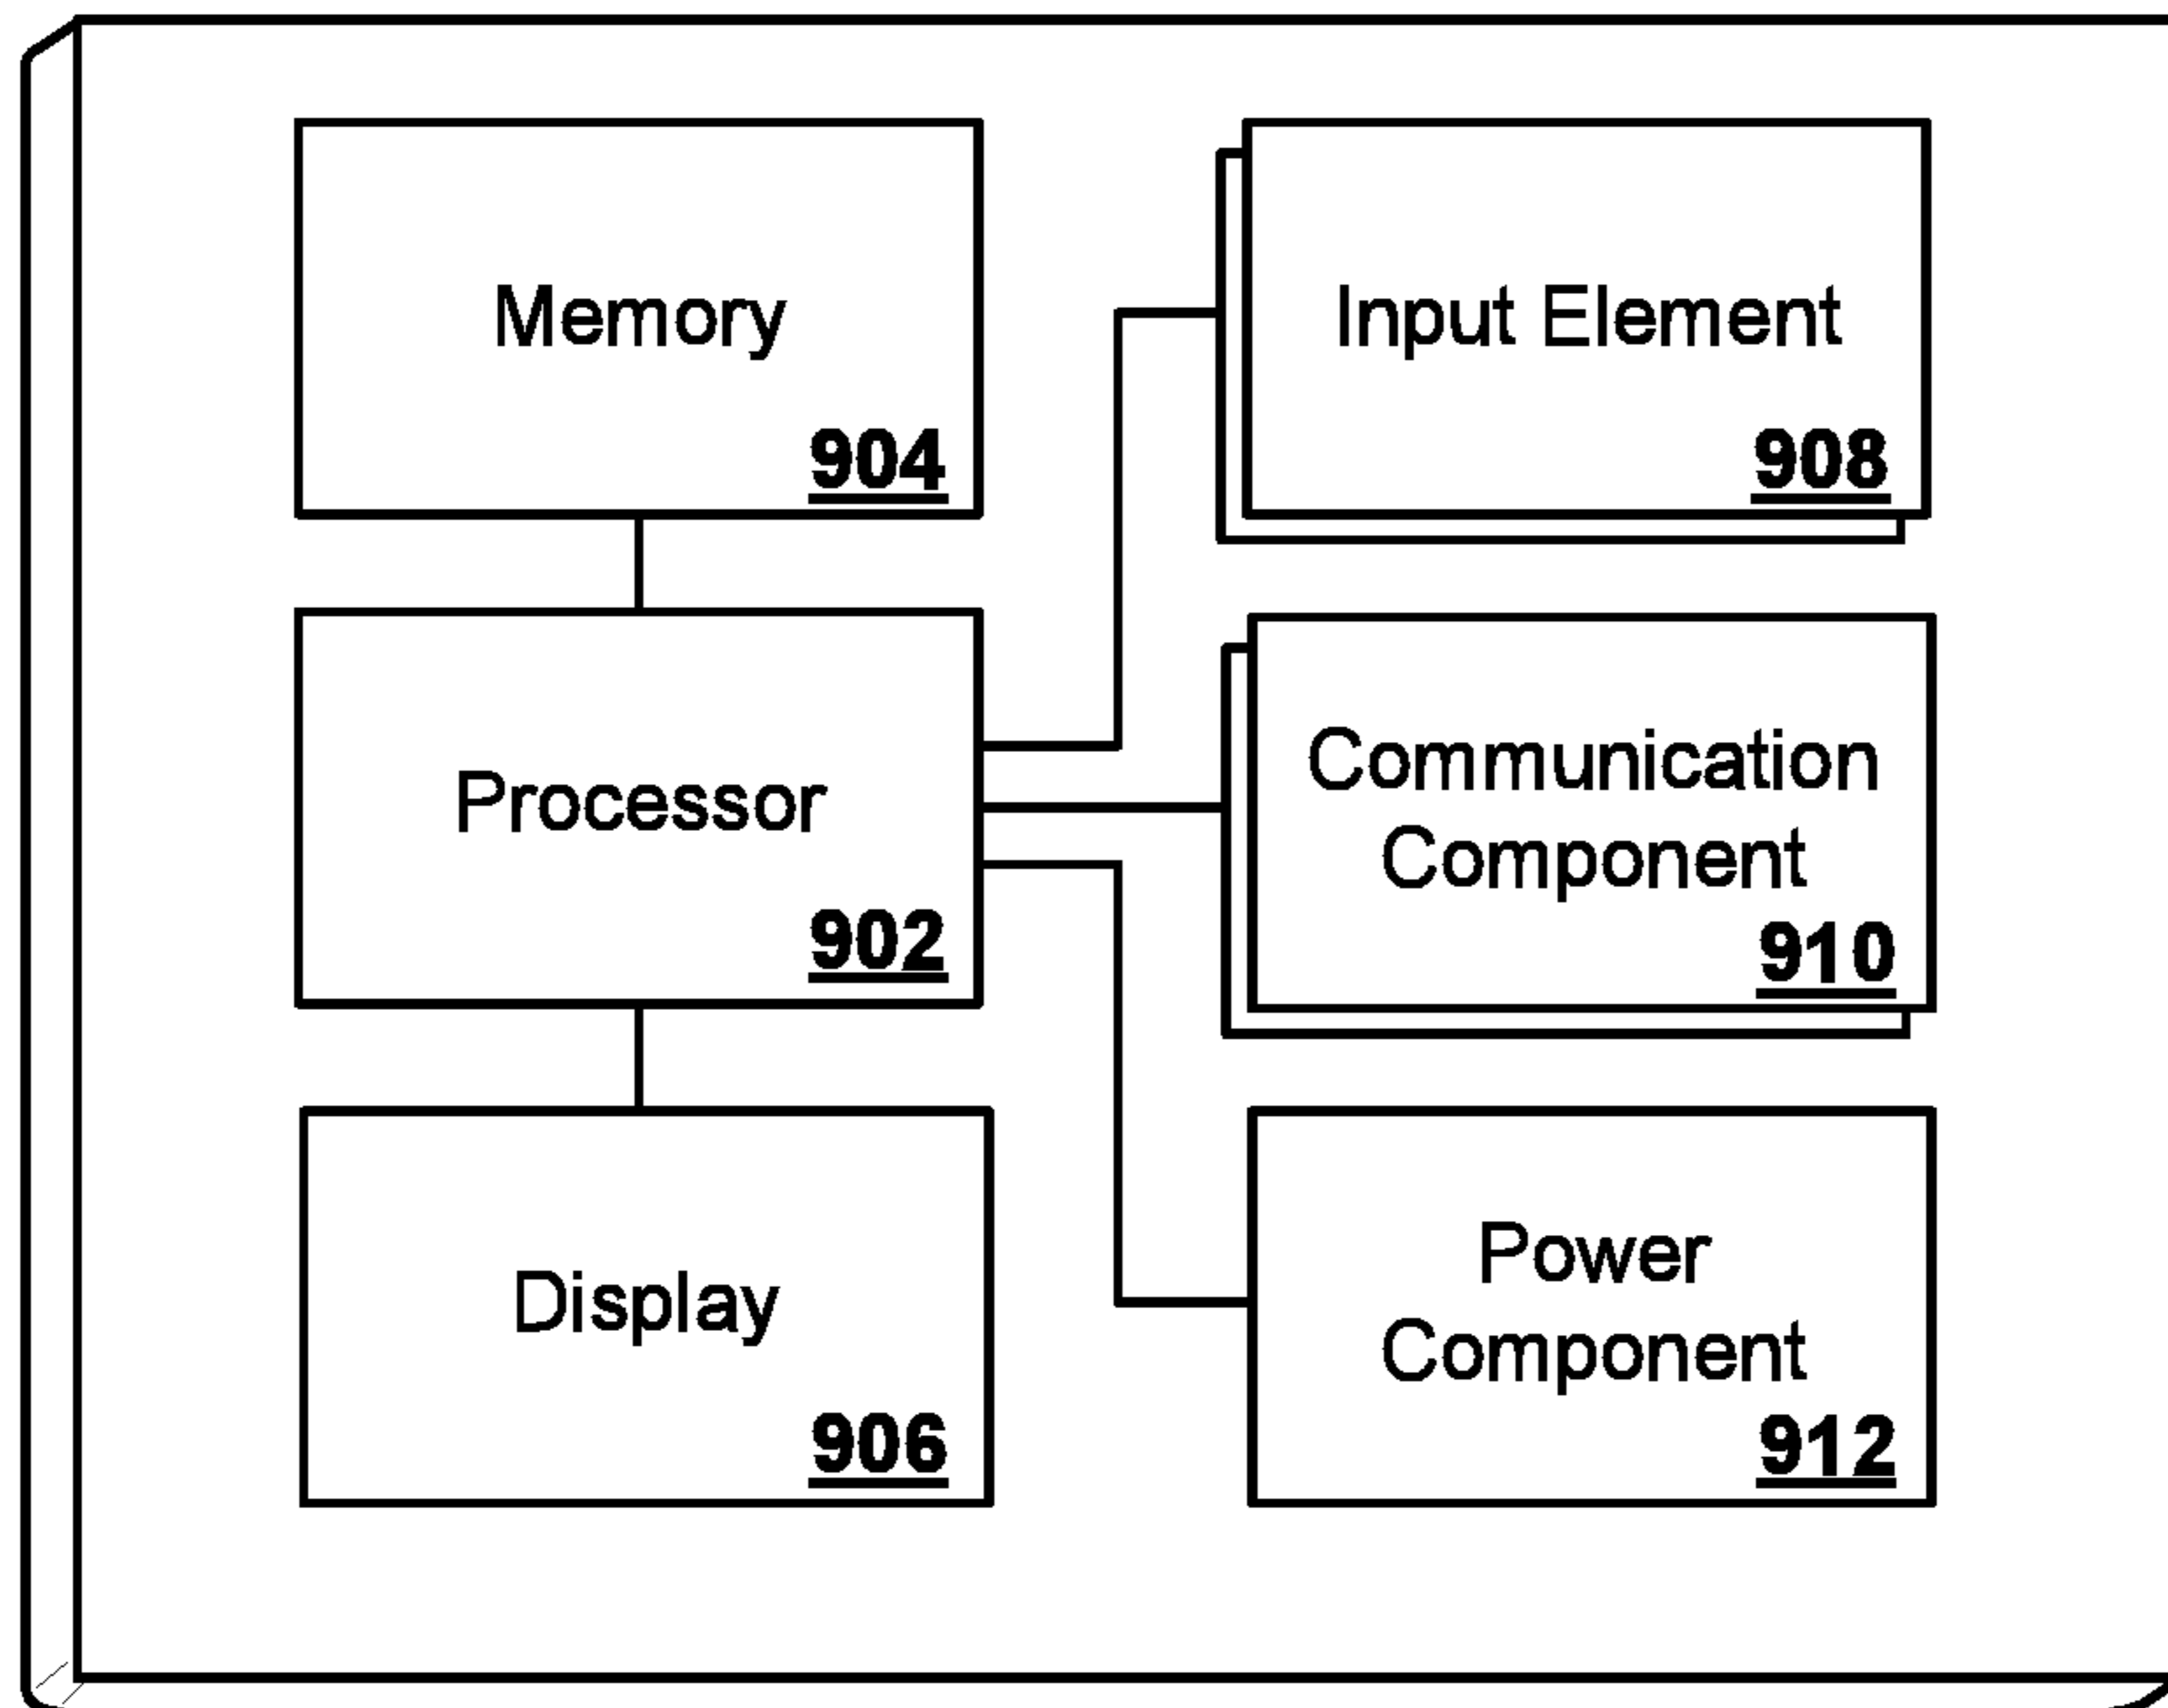 Memory
904
Input Element
908
Processor
902
Communication
Component
910
Display
906
Power
Component
912